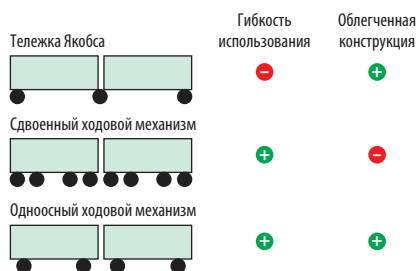 Гибкость
использования
Облегченная
конструкция
Тележка Якобса
Сдвоенный ходовой механизм
Одноосный ходовой механизм